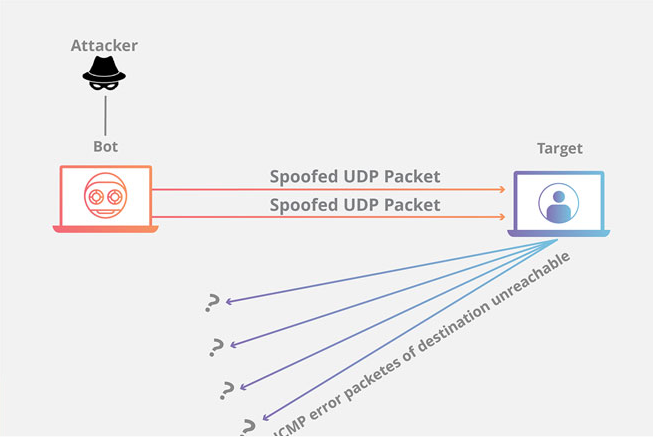 Attacker
Bot
Target
Spoofed UDP Packet
Spoofed UDP Packet
?
?
?
?
ICMP error packetes of destination unreachable